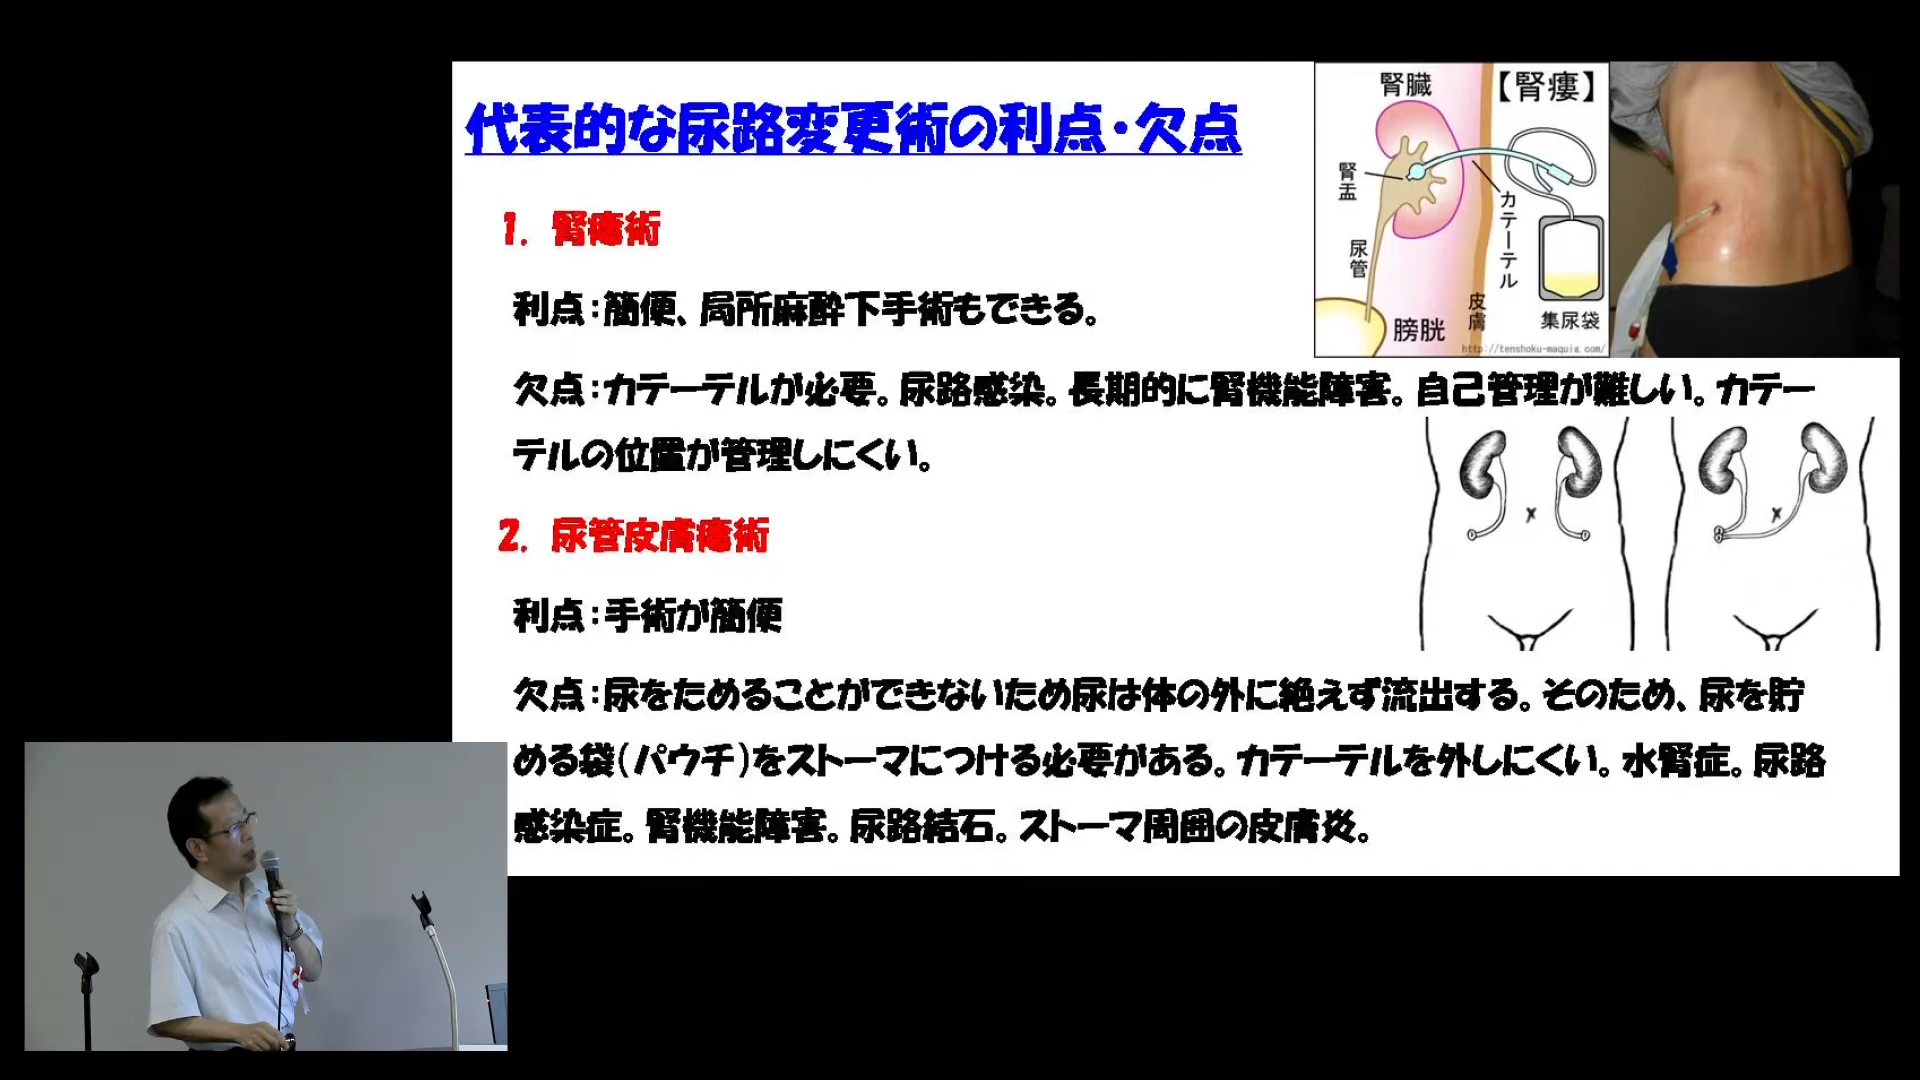 代表的な尿路変更術の利点・欠点
1. 腎瘻術
利点：簡便、局所麻酔下手術もできる。
欠点：カテーテルが必要。尿路感染。長期的に腎機能障害。自己管理が難しい。カテー
テルの位置が管理しにくい。
2. 尿管皮膚瘻術
利点：手術が簡便
欠点：尿をためることができないため尿は体の外に絶えず流出する。そのため、尿を貯
める袋（パウチ）をストーマにつける必要がある。カテーテルを外しにくい。水腎症。尿路
感染症。腎機能障害。尿路結石。ストーマ周囲の皮膚炎。
腎臓
【腎瘻】
腎盂
尿管
カテーテル
皮膚
膀胱
集尿袋
http://tenshoku-maquia.com/